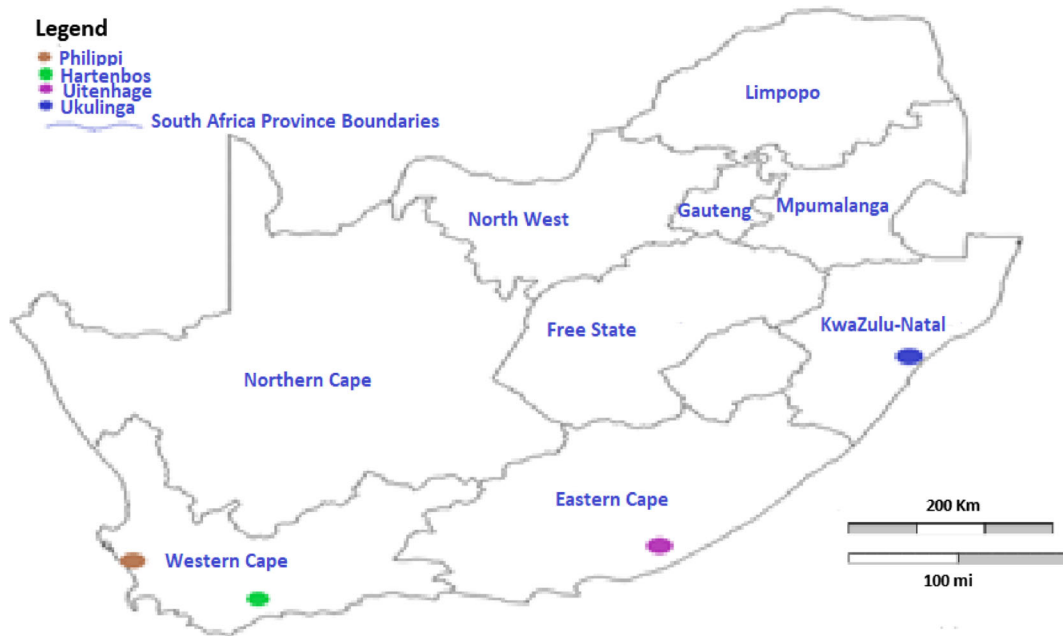 Legend
Philippi
Hartenbos
Uitenhage
Ukulinga
South Africa Province Boundaries
Limpopo
North West
Gauteng
Mpumalanga
Free State
KwaZulu-Natal
Northern Cape
Eastern Cape
Western Cape
200 Km
100 mi